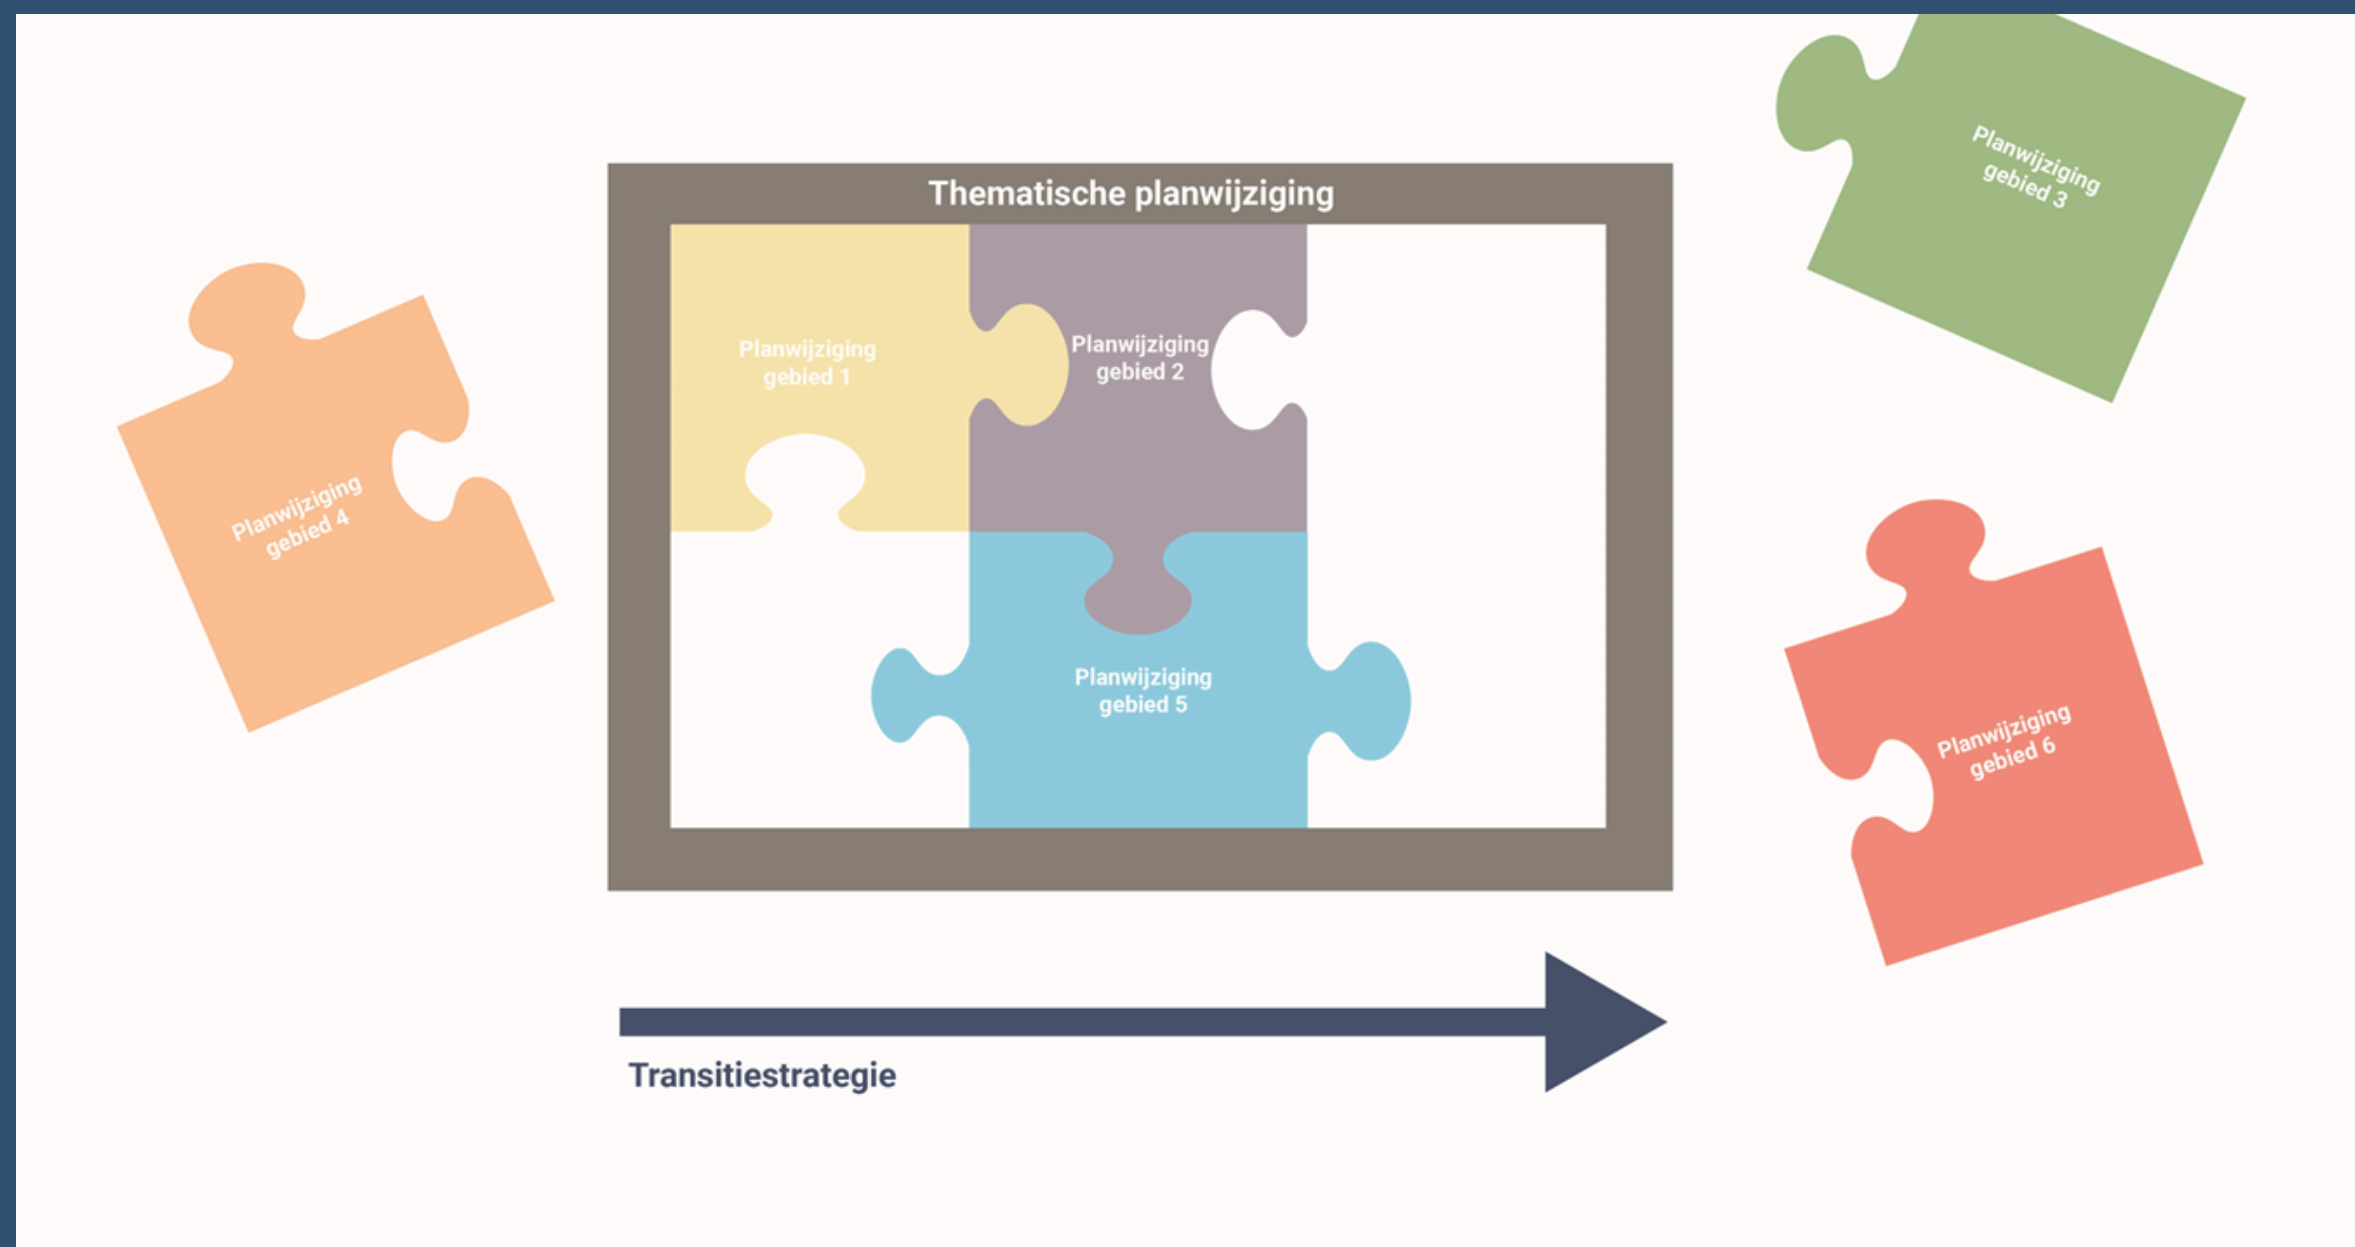 Thematische planwijziging
Planwijziging
gebied 1
Planwijziging
gebied 2
Planwijziging
gebied 3
Planwijziging
gebied 4
Planwijziging
gebied 5
Planwijziging
gebied 6
Transitiestrategie